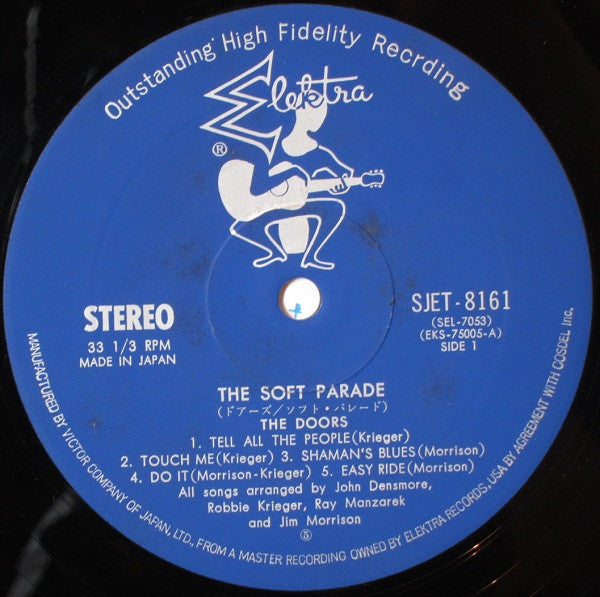 Outstanding High Fidelity Recrding
Elektra
®
STEREO
33 1/3 RPM
MADE IN JAPAN
SJET-8161
(SEL-7053)
(EKS-75005-A)
SIDE 1
THE SOFT PARADE
(ドアーズ/ソフト・パレード)
THE DOORS
1. TELL ALL THE PEOPLE(Krieger)
2. TOUCH ME(Krieger) 3. SHAMAN'S BLUES(Morrison)
4. DO IT(Morrison-Krieger) 5. EASY RIDE(Morrison)
All songs arranged by John Densmore,
Robbie Krieger, Ray Manzarek
and Jim Morrison
⑤
MANUFACTURED BY VICTOR COMPANY OF JAPAN, LTD., FROM A MASTER RECORDING OWNED BY ELEKTRA RECORDS, USA BY AGREEMENT WITH COSDEL Inc.